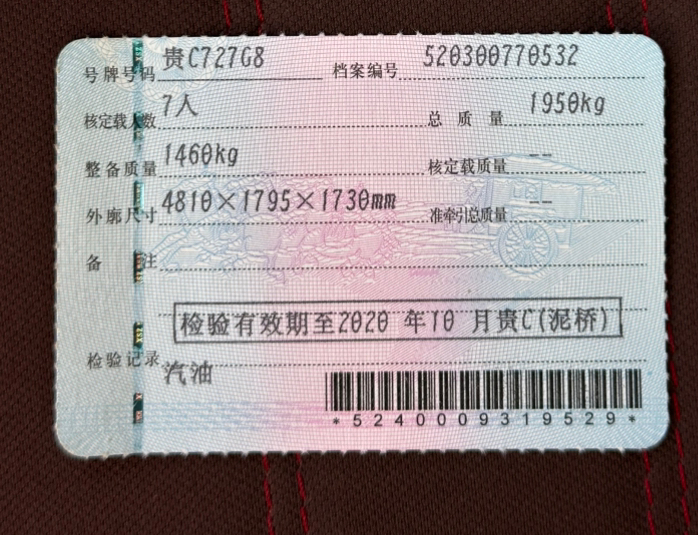 号牌号码 贵C727G8 档案编号 520300770532
核定载人数 7人 总质量 1950kg
整备质量 1460kg 核定载质量 --
外廓尺寸 4810×1795×1730mm 准牵引总质量 --
备注
检验有效期至2020 年10 月贵C(泥桥)
检验记录
汽油
*5240009319529*